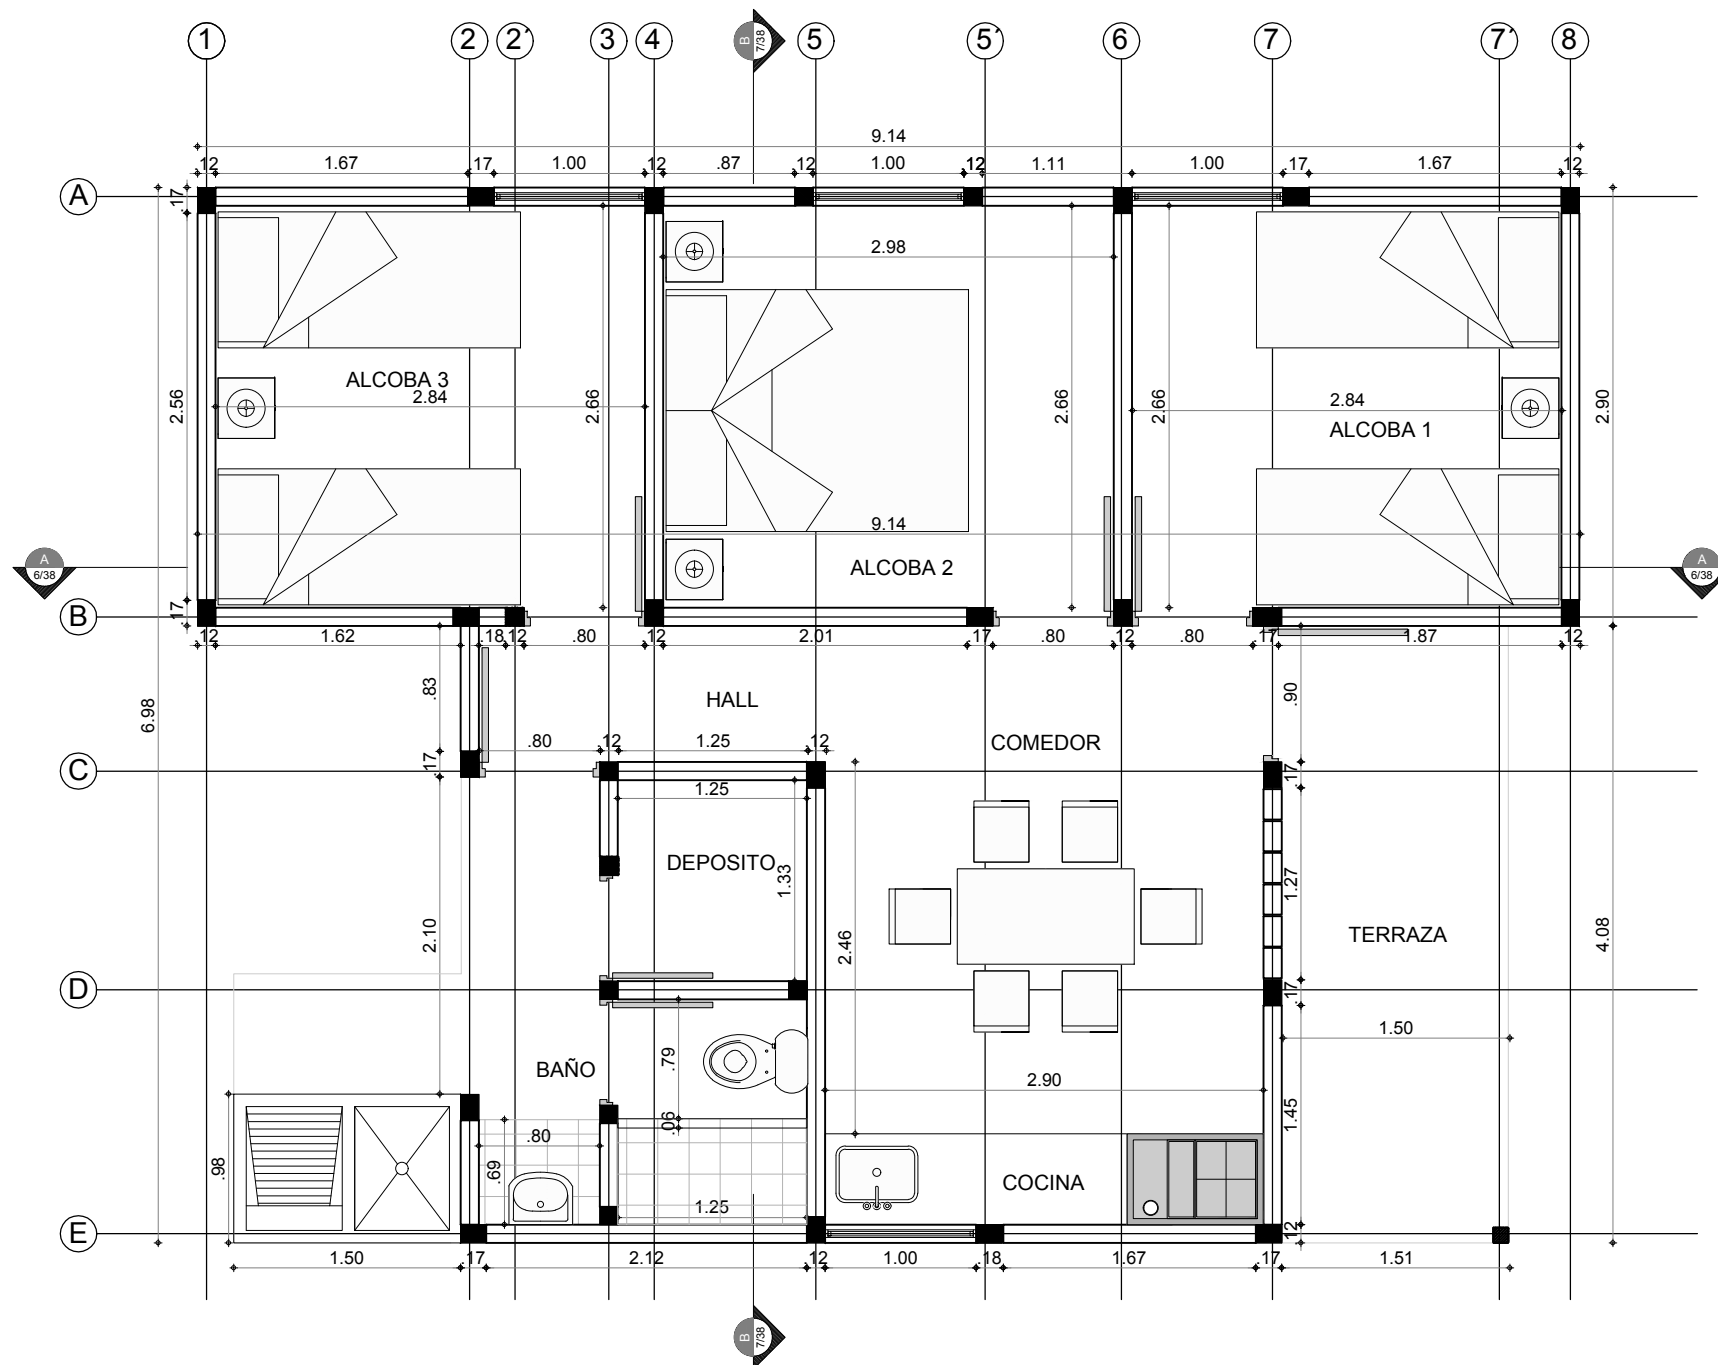 1 2 2´ 3 4 B 7/38 5 5´ 6 7 7´ 8
9.14
.12 1.67 .17 1.00 .12 .87 .12 1.00 .12 1.11 1.00 .17 1.67 .12
A
.17
2.98
ALCOBA 3
2.84
2.56
2.66
2.66
2.66
2.84
ALCOBA 1
2.90
9.14
A 6/38
ALCOBA 2
A 6/38
B
.17
.12 1.62 .18 .12 .80 .12 2.01 .17 .80 .12 .80 .17 1.87 .12
6.98
.83
HALL
.90
.80 .12 1.25 .12
COMEDOR
C
.17
.17
1.25
DEPOSITO
1.33
1.27
2.10
2.46
TERRAZA
4.08
D
.17
1.50
BAÑO
.79
2.90
.06
1.45
.80
.98
.69
COCINA
1.25
E
.12
1.50 .17 2.12 .12 1.00 .18 1.67 .17 1.51
B 7/38